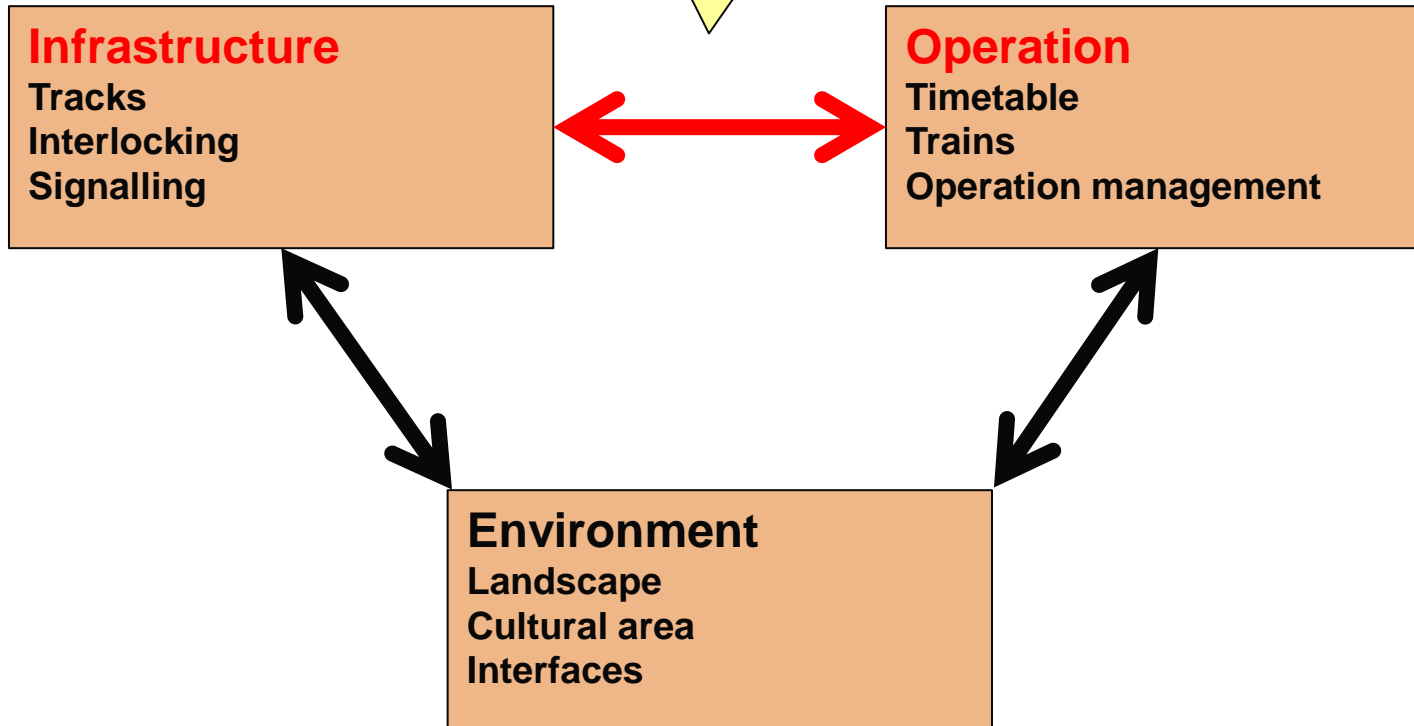 Infrastructure
Tracks
Interlocking
Signalling
Operation
Timetable
Trains
Operation management
Environment
Landscape
Cultural area
Interfaces